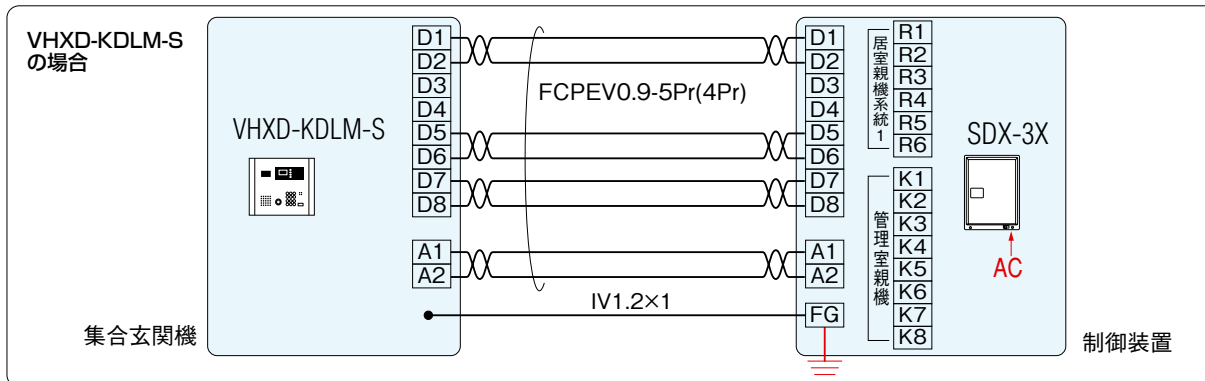 VHXD-KDLM-S
の場合
VHXD-KDLM-S
集合玄関機
D1
D2
D3
D4
D5
D6
D7
D8
A1
A2
FCPEV0.9-5Pr(4Pr)
IV1.2×1
D1
D2
D3
D4
D5
D6
D7
D8
A1
A2
FG
居室親機系統1
R1
R2
R3
R4
R5
R6
管理室親機
K1
K2
K3
K4
K5
K6
K7
K8
SDX-3X
AC
制御装置